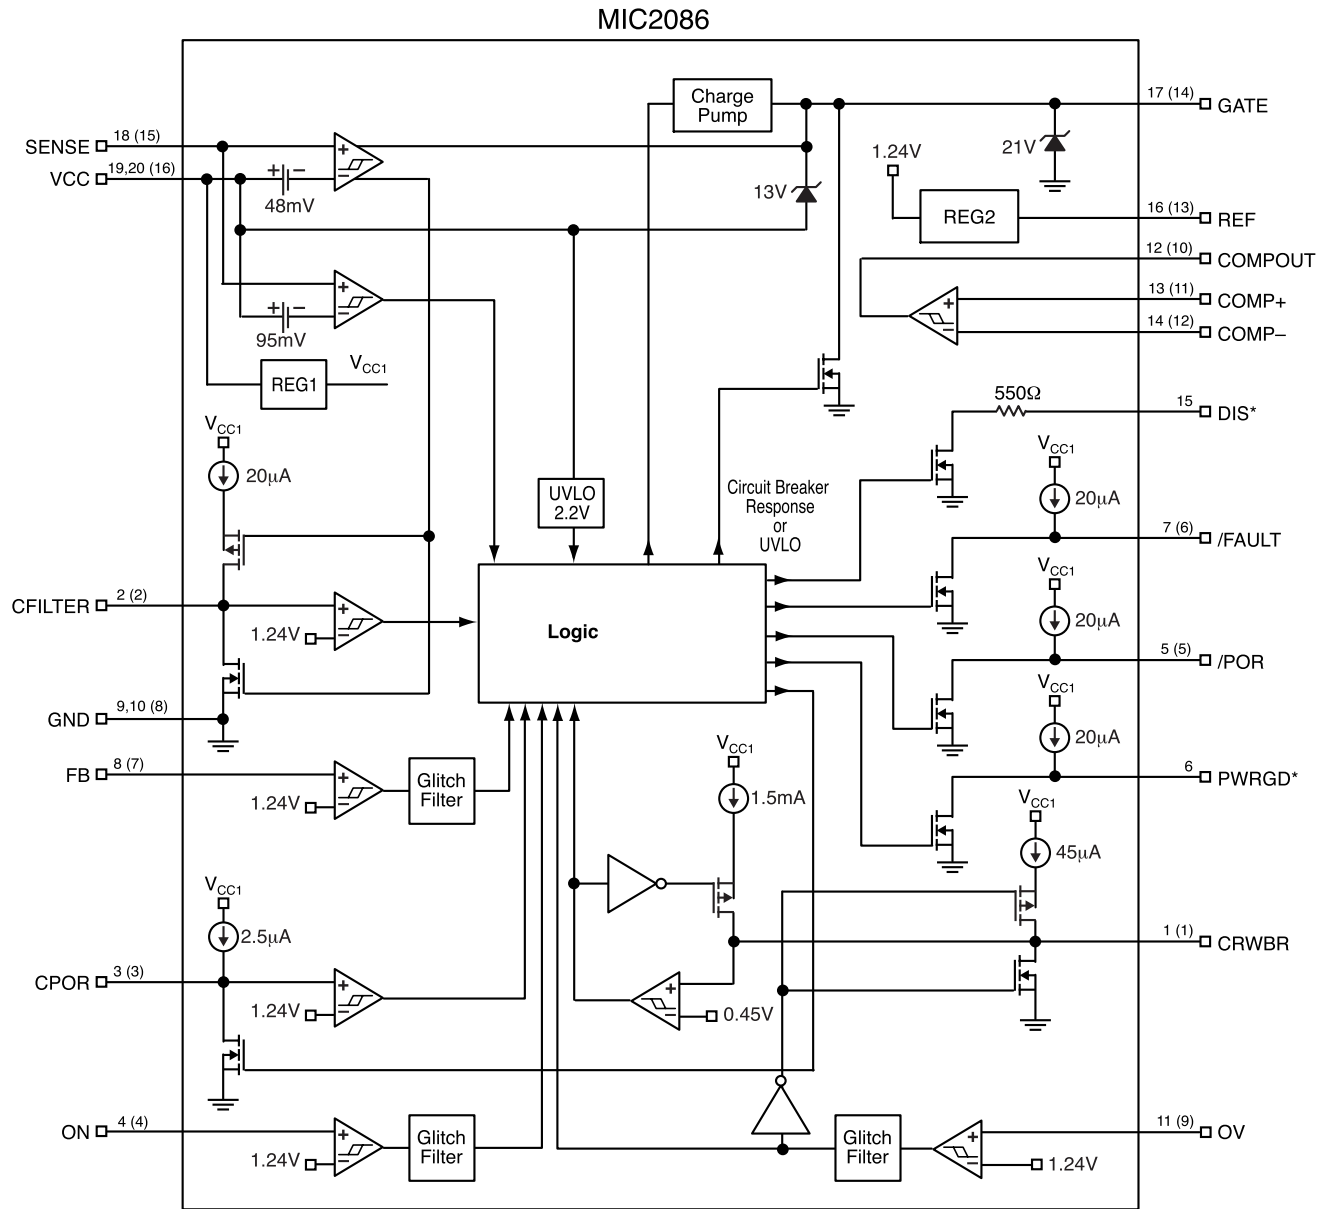 MIC2086
Charge
Pump
17 (14)
GATE
SENSE
18 (15)
+
–
1.24V
21V
VCC
19,20 (16)
+ –
48mV
13V
REG2
16 (13)
REF
12 (10)
COMPOUT
+
–
+ –
95mV
+
–
13 (11)
COMP+
14 (12)
COMP–
REG1
VCC1
550Ω
15
DIS*
VCC1
20µA
UVLO
2.2V
Circuit Breaker
Response
or
UVLO
VCC1
20µA
7 (6)
/FAULT
CFILTER
2 (2)
+
–
1.24V
Logic
VCC1
20µA
5 (5)
/POR
GND
9,10 (8)
VCC1
20µA
FB
8 (7)
+
–
1.24V
Glitch
Filter
VCC1
1.5mA
6
PWRGD*
VCC1
45µA
VCC1
2.5µA
1 (1)
CRWBR
CPOR
3 (3)
+
–
1.24V
+
–
0.45V
ON
4 (4)
+
–
1.24V
Glitch
Filter
Glitch
Filter
+
–
1.24V
11 (9)
OV